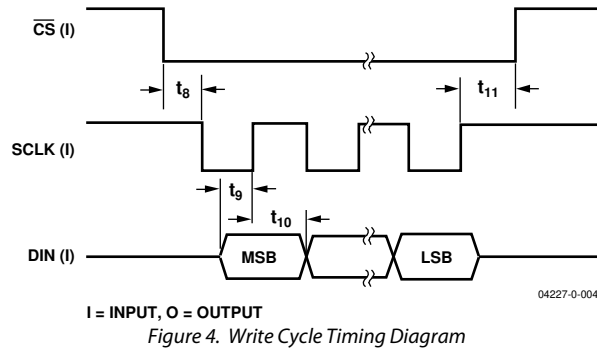 CS (I)
t8
t11
SCLK (I)
t9
t10
DIN (I)
MSB
LSB
04227-0-004
I = INPUT, O = OUTPUT
Figure 4. Write Cycle Timing Diagram